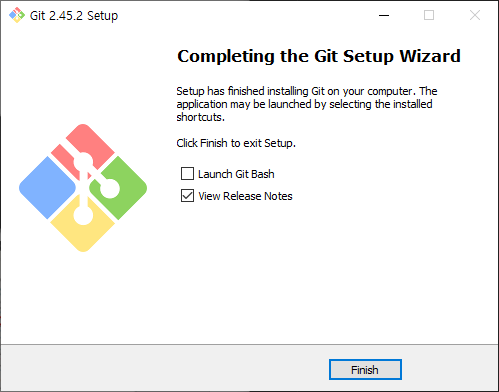 Git 2.45.2 Setup
Completing the Git Setup Wizard
Setup has finished installing Git on your computer. The
application may be launched by selecting the installed
shortcuts.
Click Finish to exit Setup.
Launch Git Bash
View Release Notes
Finish